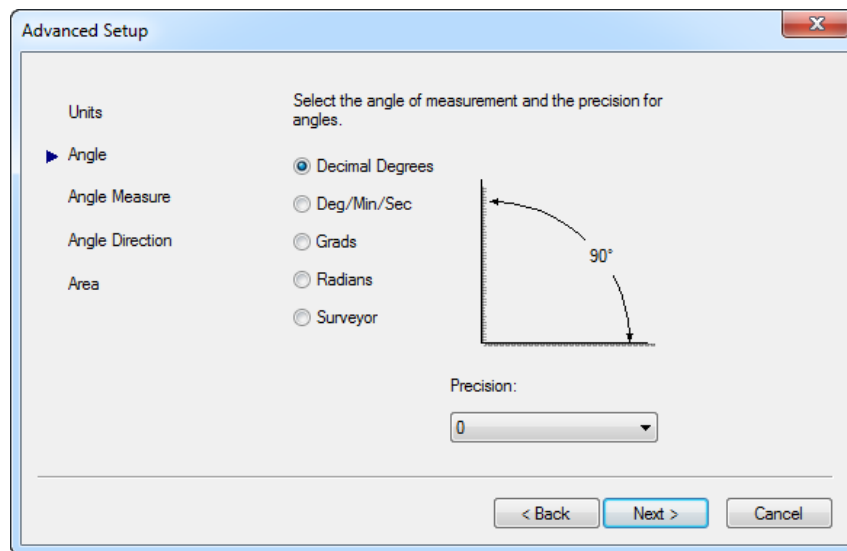 Advanced Setup
Units
Angle
Angle Measure
Angle Direction
Area
Select the angle of measurement and the precision for
angles.
Decimal Degrees
Deg/Min/Sec
Grads
Radians
Surveyor
90°
Precision:
0
< Back
Next >
Cancel